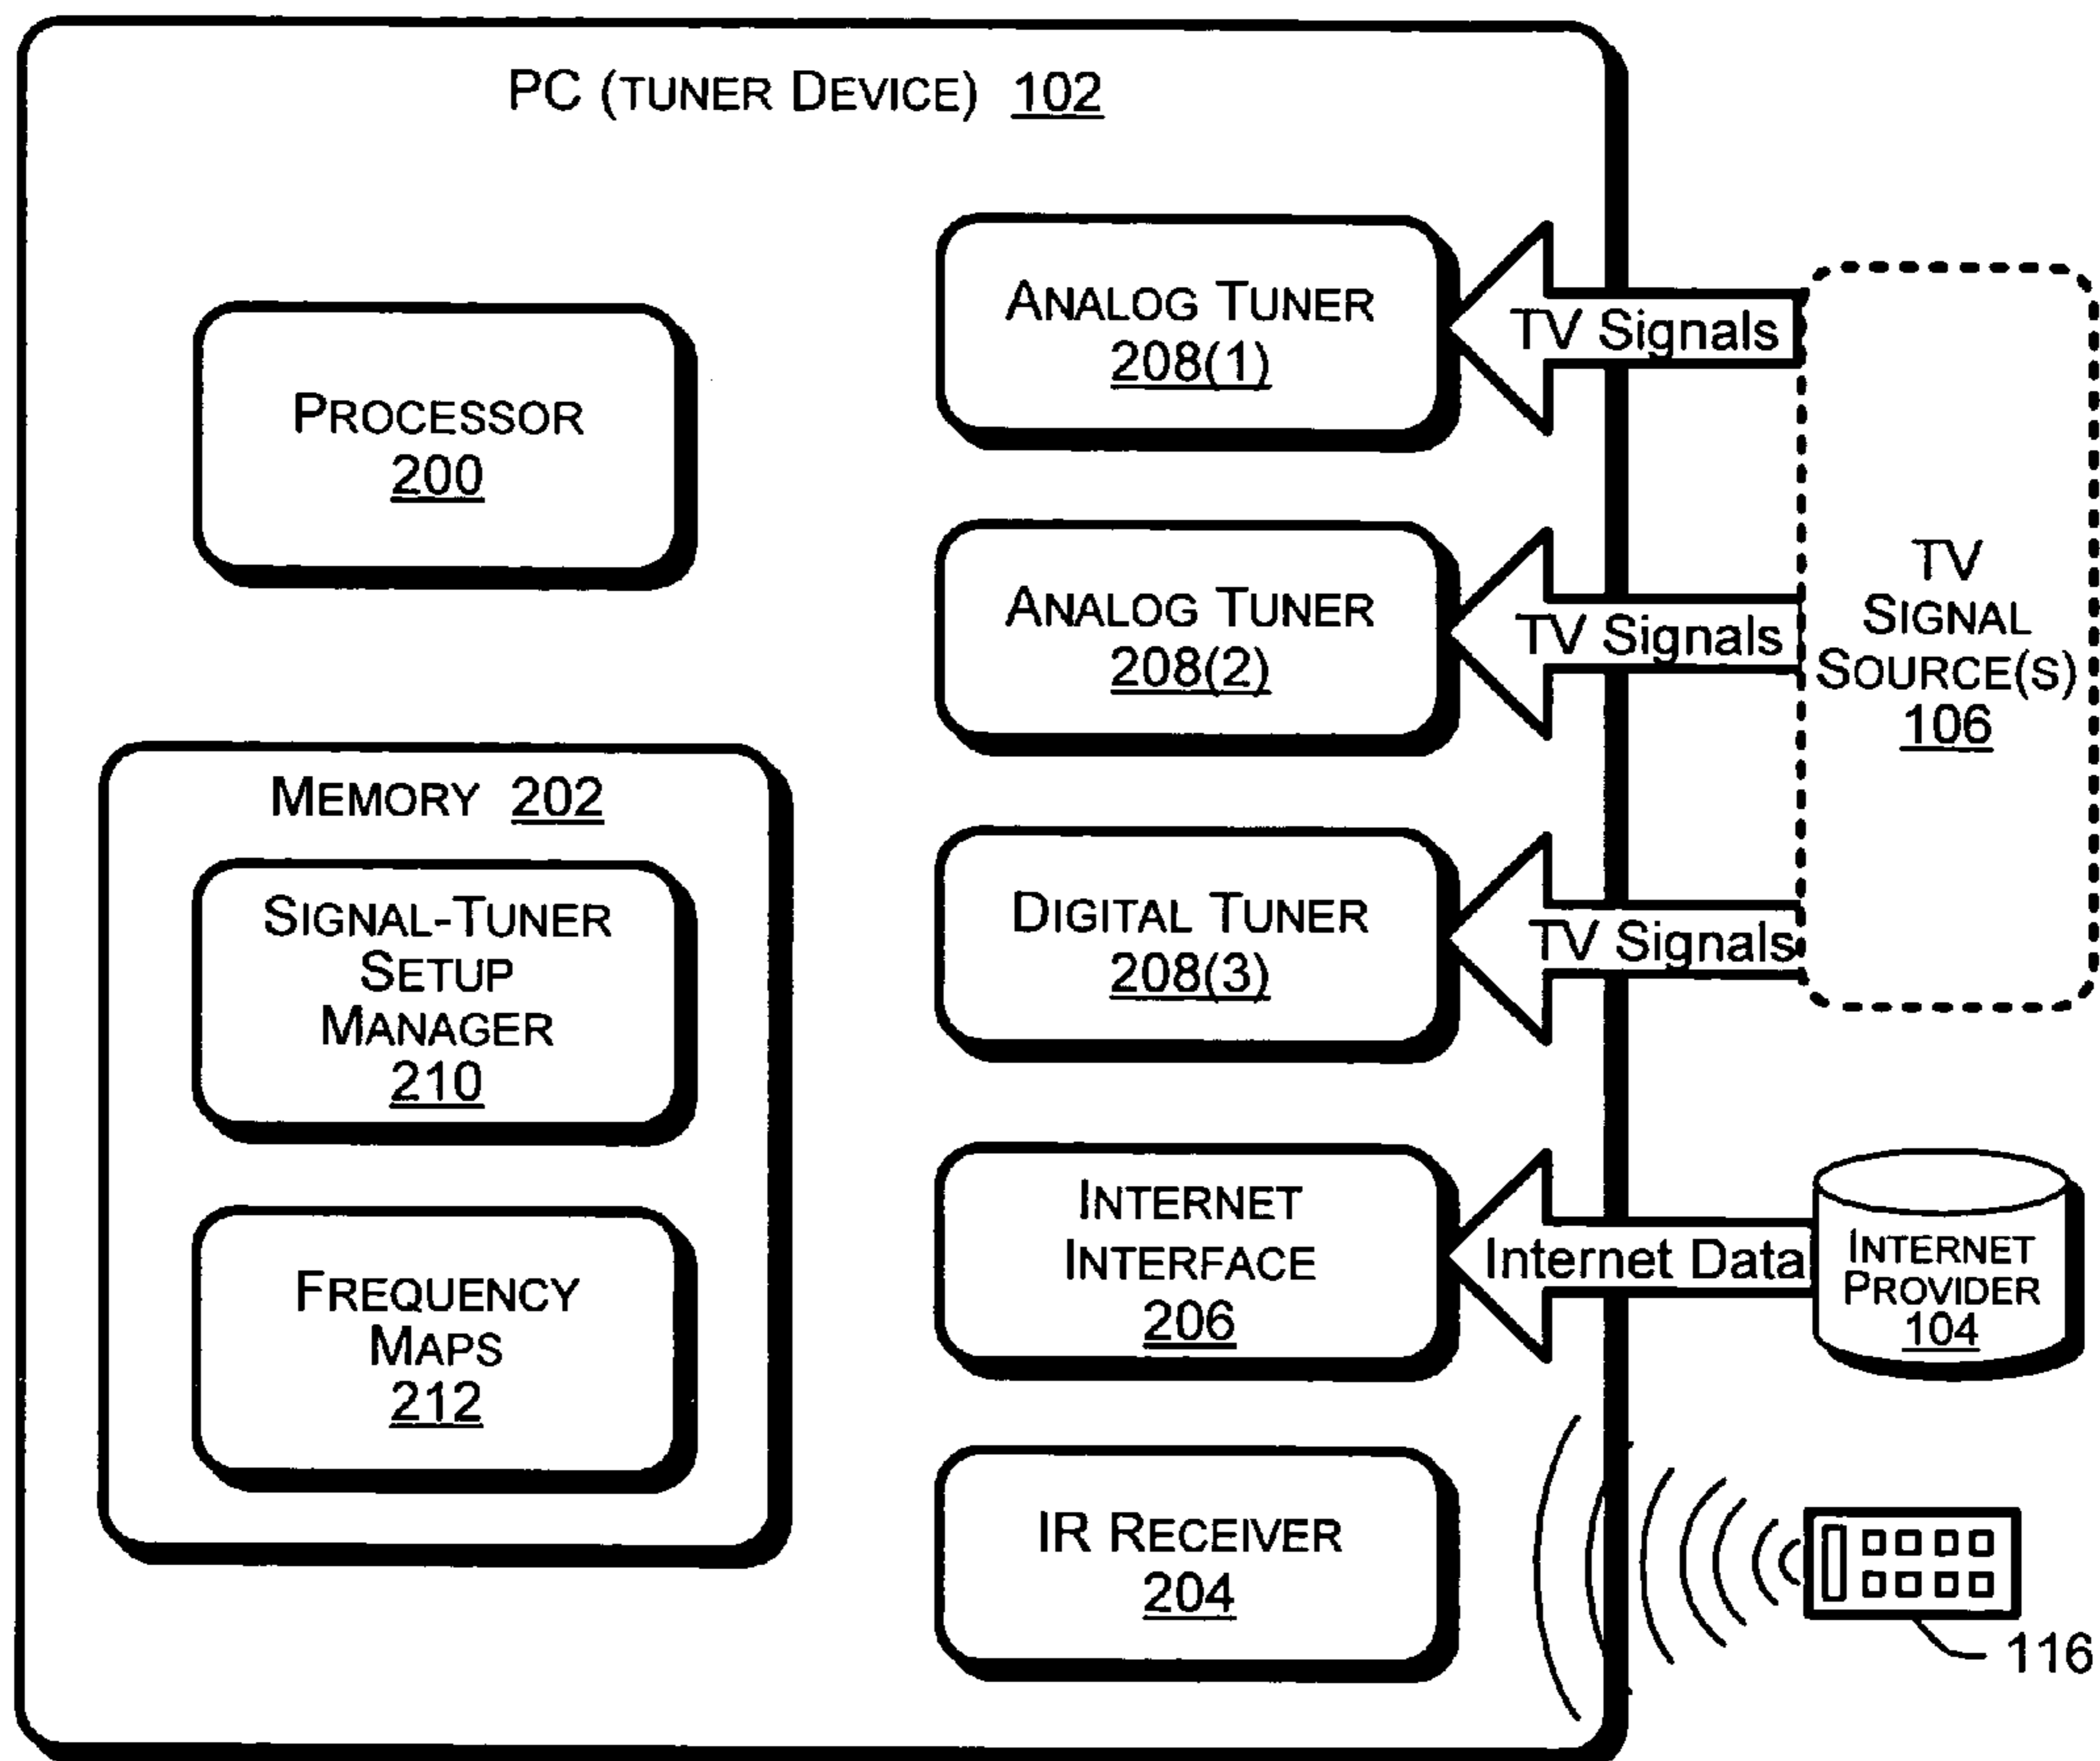 PC (TUNER DEVICE) 102
PROCESSOR
200
MEMORY 202
SIGNAL-TUNER
SETUP
MANAGER
210
FREQUENCY
MAPS
212
ANALOG TUNER
208(1)
ANALOG TUNER
208(2)
DIGITAL TUNER
208(3)
INTERNET
INTERFACE
206
IR RECEIVER
204
TV Signals
TV Signals
TV Signals
Internet Data
TV
SIGNAL
SOURCE(S)
106
INTERNET
PROVIDER
104
116